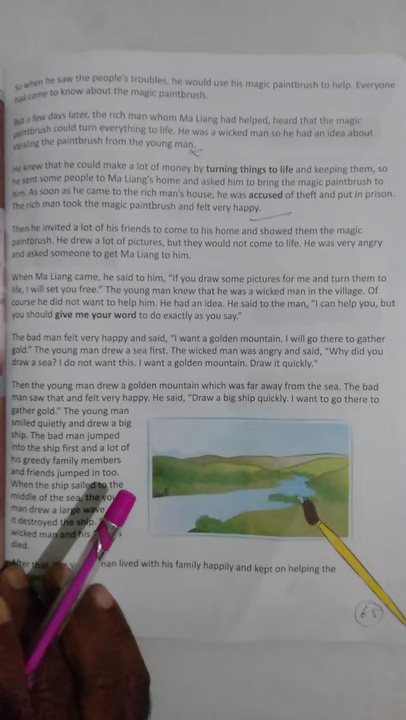 So when he saw the people's troubles, he would use his magic paintbrush to help. Everyone
had come to know about the magic paintbrush.
But a few days later, the rich man whom Ma Liang had helped, heard that the magic
paintbrush could turn everything to life. He was a wicked man so he had an idea about
stealing the paintbrush from the young man.
He knew that he could make a lot of money by turning things to life and keeping them, so
he sent some people to Ma Liang's home and asked him to bring the magic paintbrush to
him. As soon as he came to the rich man's house, he was accused of theft and put in prison.
The rich man took the magic paintbrush and felt very happy.
Then he invited a lot of his friends to come to his home and showed them the magic
paintbrush. He drew a lot of pictures, but they would not come to life. He was very angry
and asked someone to get Ma Liang to him.
When Ma Liang came, he said to him, "If you draw some pictures for me and turn them to
life, I will set you free." The young man knew that he was a wicked man in the village. Of
course he did not want to help him. He had an idea. He said to the man, "I can help you, but
you should give me your word to do exactly as you say."
The bad man felt very happy and said, "I want a golden mountain. I will go there to gather
gold." The young man drew a sea first. The wicked man was angry and said, "Why did you
draw a sea? I do not want this. I want a golden mountain. Draw it quickly."
Then the young man drew a golden mountain which was far away from the sea. The bad
man saw that and felt very happy. He said, "Draw a big ship quickly. I want to go there to
gather gold." The young man
smiled quietly and drew a big
ship. The bad man jumped
into the ship first and a lot of
his greedy family members
and friends jumped in too.
When the ship sailed to the
middle of the sea, the
man drew a large wave
it destroyed the ship.
wicked man and his
died.
After that, man lived with his family happily and kept on helping the
65